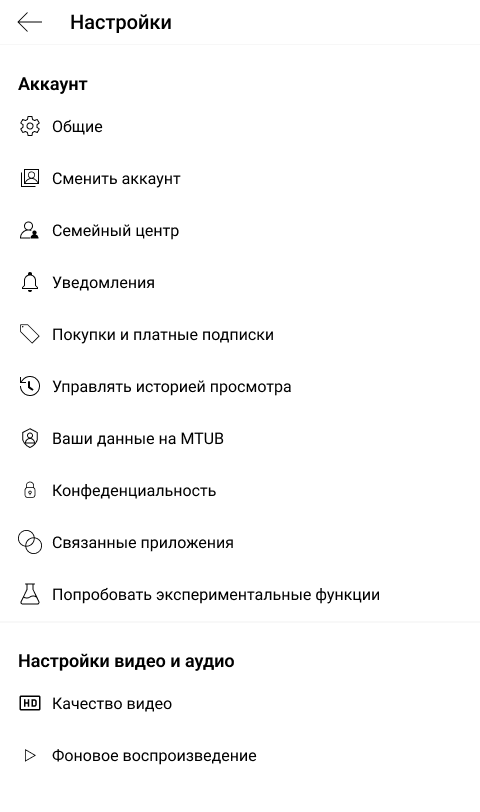 Настройки
Аккаунт
Общие
Сменить аккаунт
Семейный центр
Уведомления
Покупки и платные подписки
Управлять историей просмотра
Ваши данные на MTUB
Конфеденциальность
Связанные приложения
Попробовать экспериментальные функции
Настройки видео и аудио
HD Качество видео
Фоновое воспроизведение